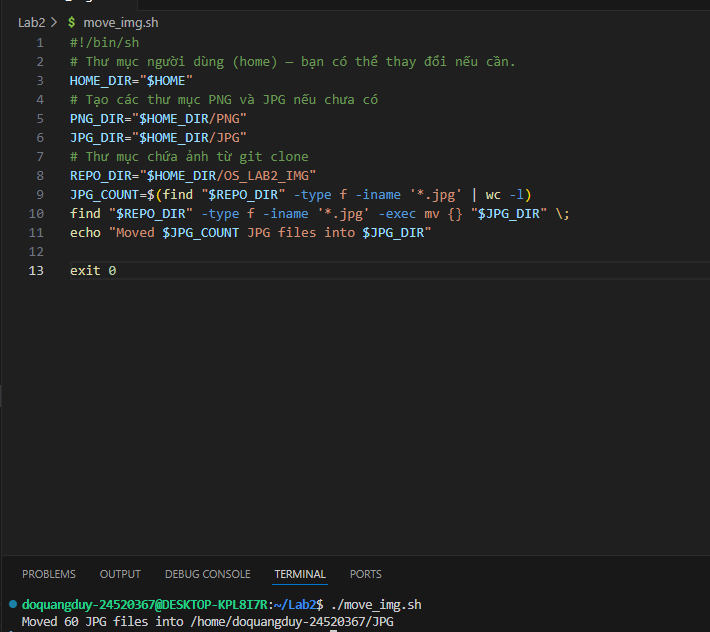 Lab2 > $ move_img.sh
1 #!/bin/sh
2 # Thư mục người dùng (home) – bạn có thể thay đổi nếu cần.
3 HOME_DIR="$HOME"
4 # Tạo các thư mục PNG và JPG nếu chưa có
5 PNG_DIR="$HOME_DIR/PNG"
6 JPG_DIR="$HOME_DIR/JPG"
7 # Thư mục chứa ảnh từ git clone
8 REPO_DIR="$HOME_DIR/OS_LAB2_IMG"
9 JPG_COUNT=$(find "$REPO_DIR" -type f -iname '*.jpg' | wc -l)
10 find "$REPO_DIR" -type f -iname '*.jpg' -exec mv {} "$JPG_DIR" \;
11 echo "Moved $JPG_COUNT JPG files into $JPG_DIR"
12
13 exit 0
PROBLEMS OUTPUT DEBUG CONSOLE TERMINAL PORTS
doquangduy-24520367@DESKTOP-KPL8I7R:~/Lab2$ ./move_img.sh
Moved 60 JPG files into /home/doquangduy-24520367/JPG